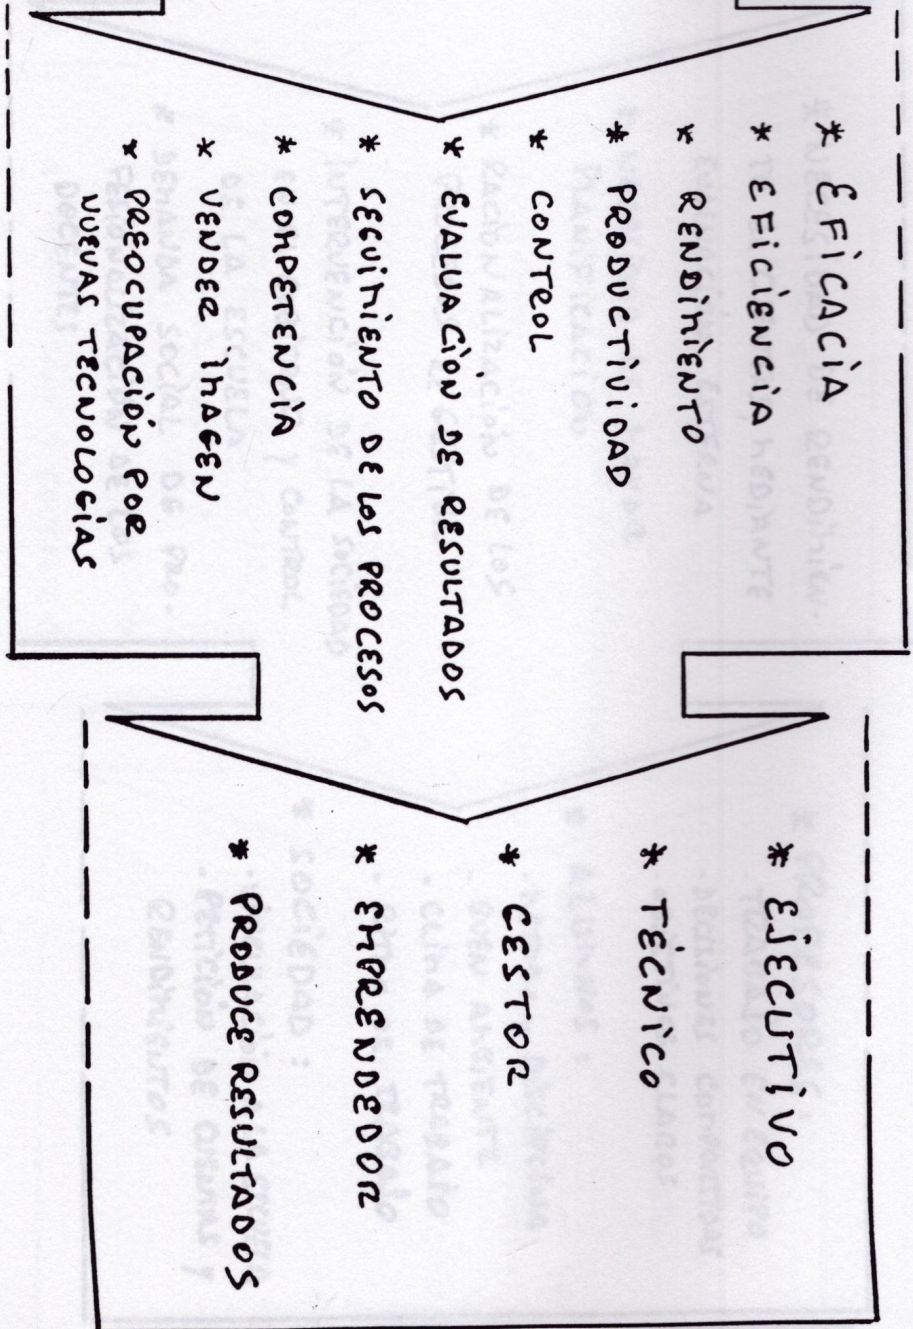 * EFICACIA
* EFICIENCIA
* RENDIMIENTO
* PRODUCTIVIDAD
* CONTROL
* EVALUACIÓN DE RESULTADOS
* SEGUIMIENTO DE LOS PROCESOS
* COMPETENCIA
* VENDER IMAGEN
* PREOCUPACIÓN POR
NUEVAS TECNOLOGÍAS
* EJECUTIVO
* TÉCNICO
* GESTOR
* EMPRENDEDOR
* PRODUCE RESULTADOS